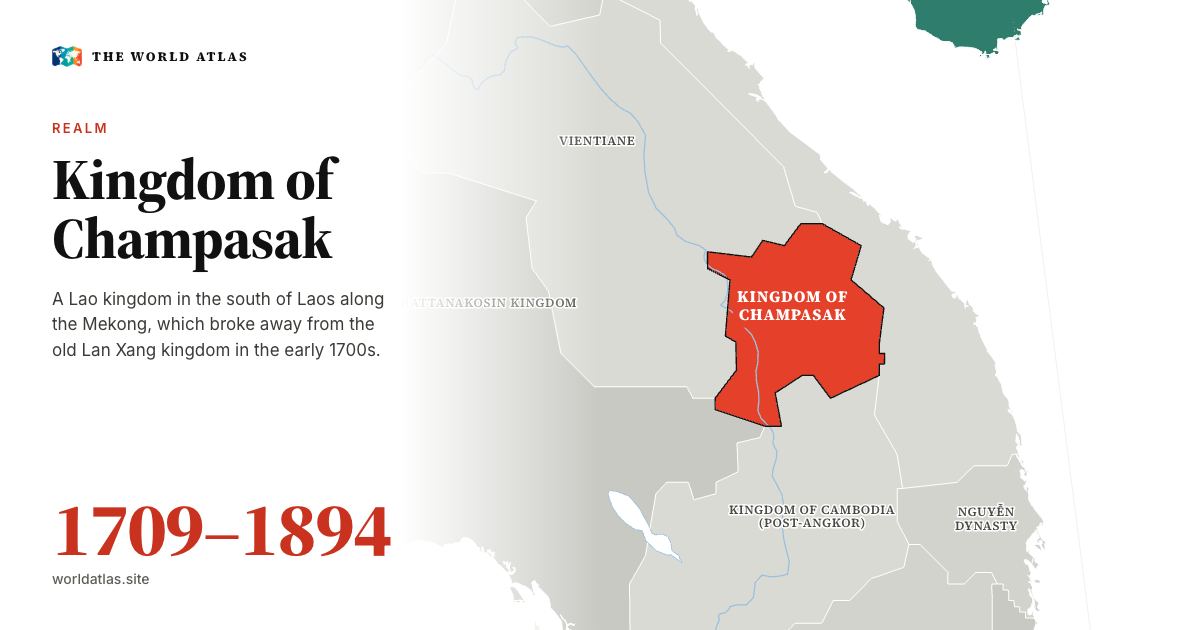 THE WORLD ATLAS
REALM
Kingdom of
Champasak
A Lao kingdom in the south of Laos along
the Mekong, which broke away from the
old Lan Xang kingdom in the early 1700s.
1709–1894
worldatlas.site
VIENTIANE
ATTANAKOSIN KINGDOM
KINGDOM OF
CHAMPASAK
KINGDOM OF CAMBODIA
(POST-ANGKOR)
NGUYỄN
DYNASTY